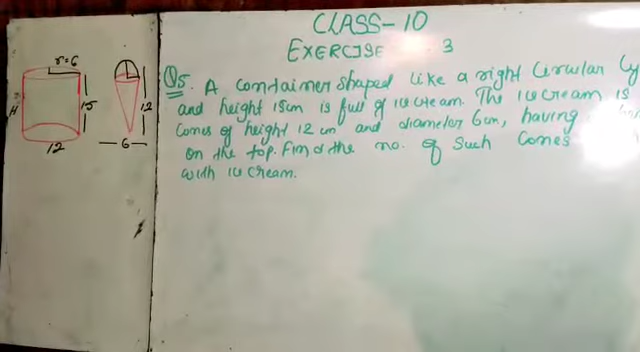 CLASS-10
EXERCISE 3
Q5. A container shaped like a right Circular Cy
and height 15cm is full of ice cream. The ice cream is
Cones of height 12 cm and diameter 6cm, having
on the top. Find the no. of Such Cones
with ice cream.
r=6
H
15
12
12
6